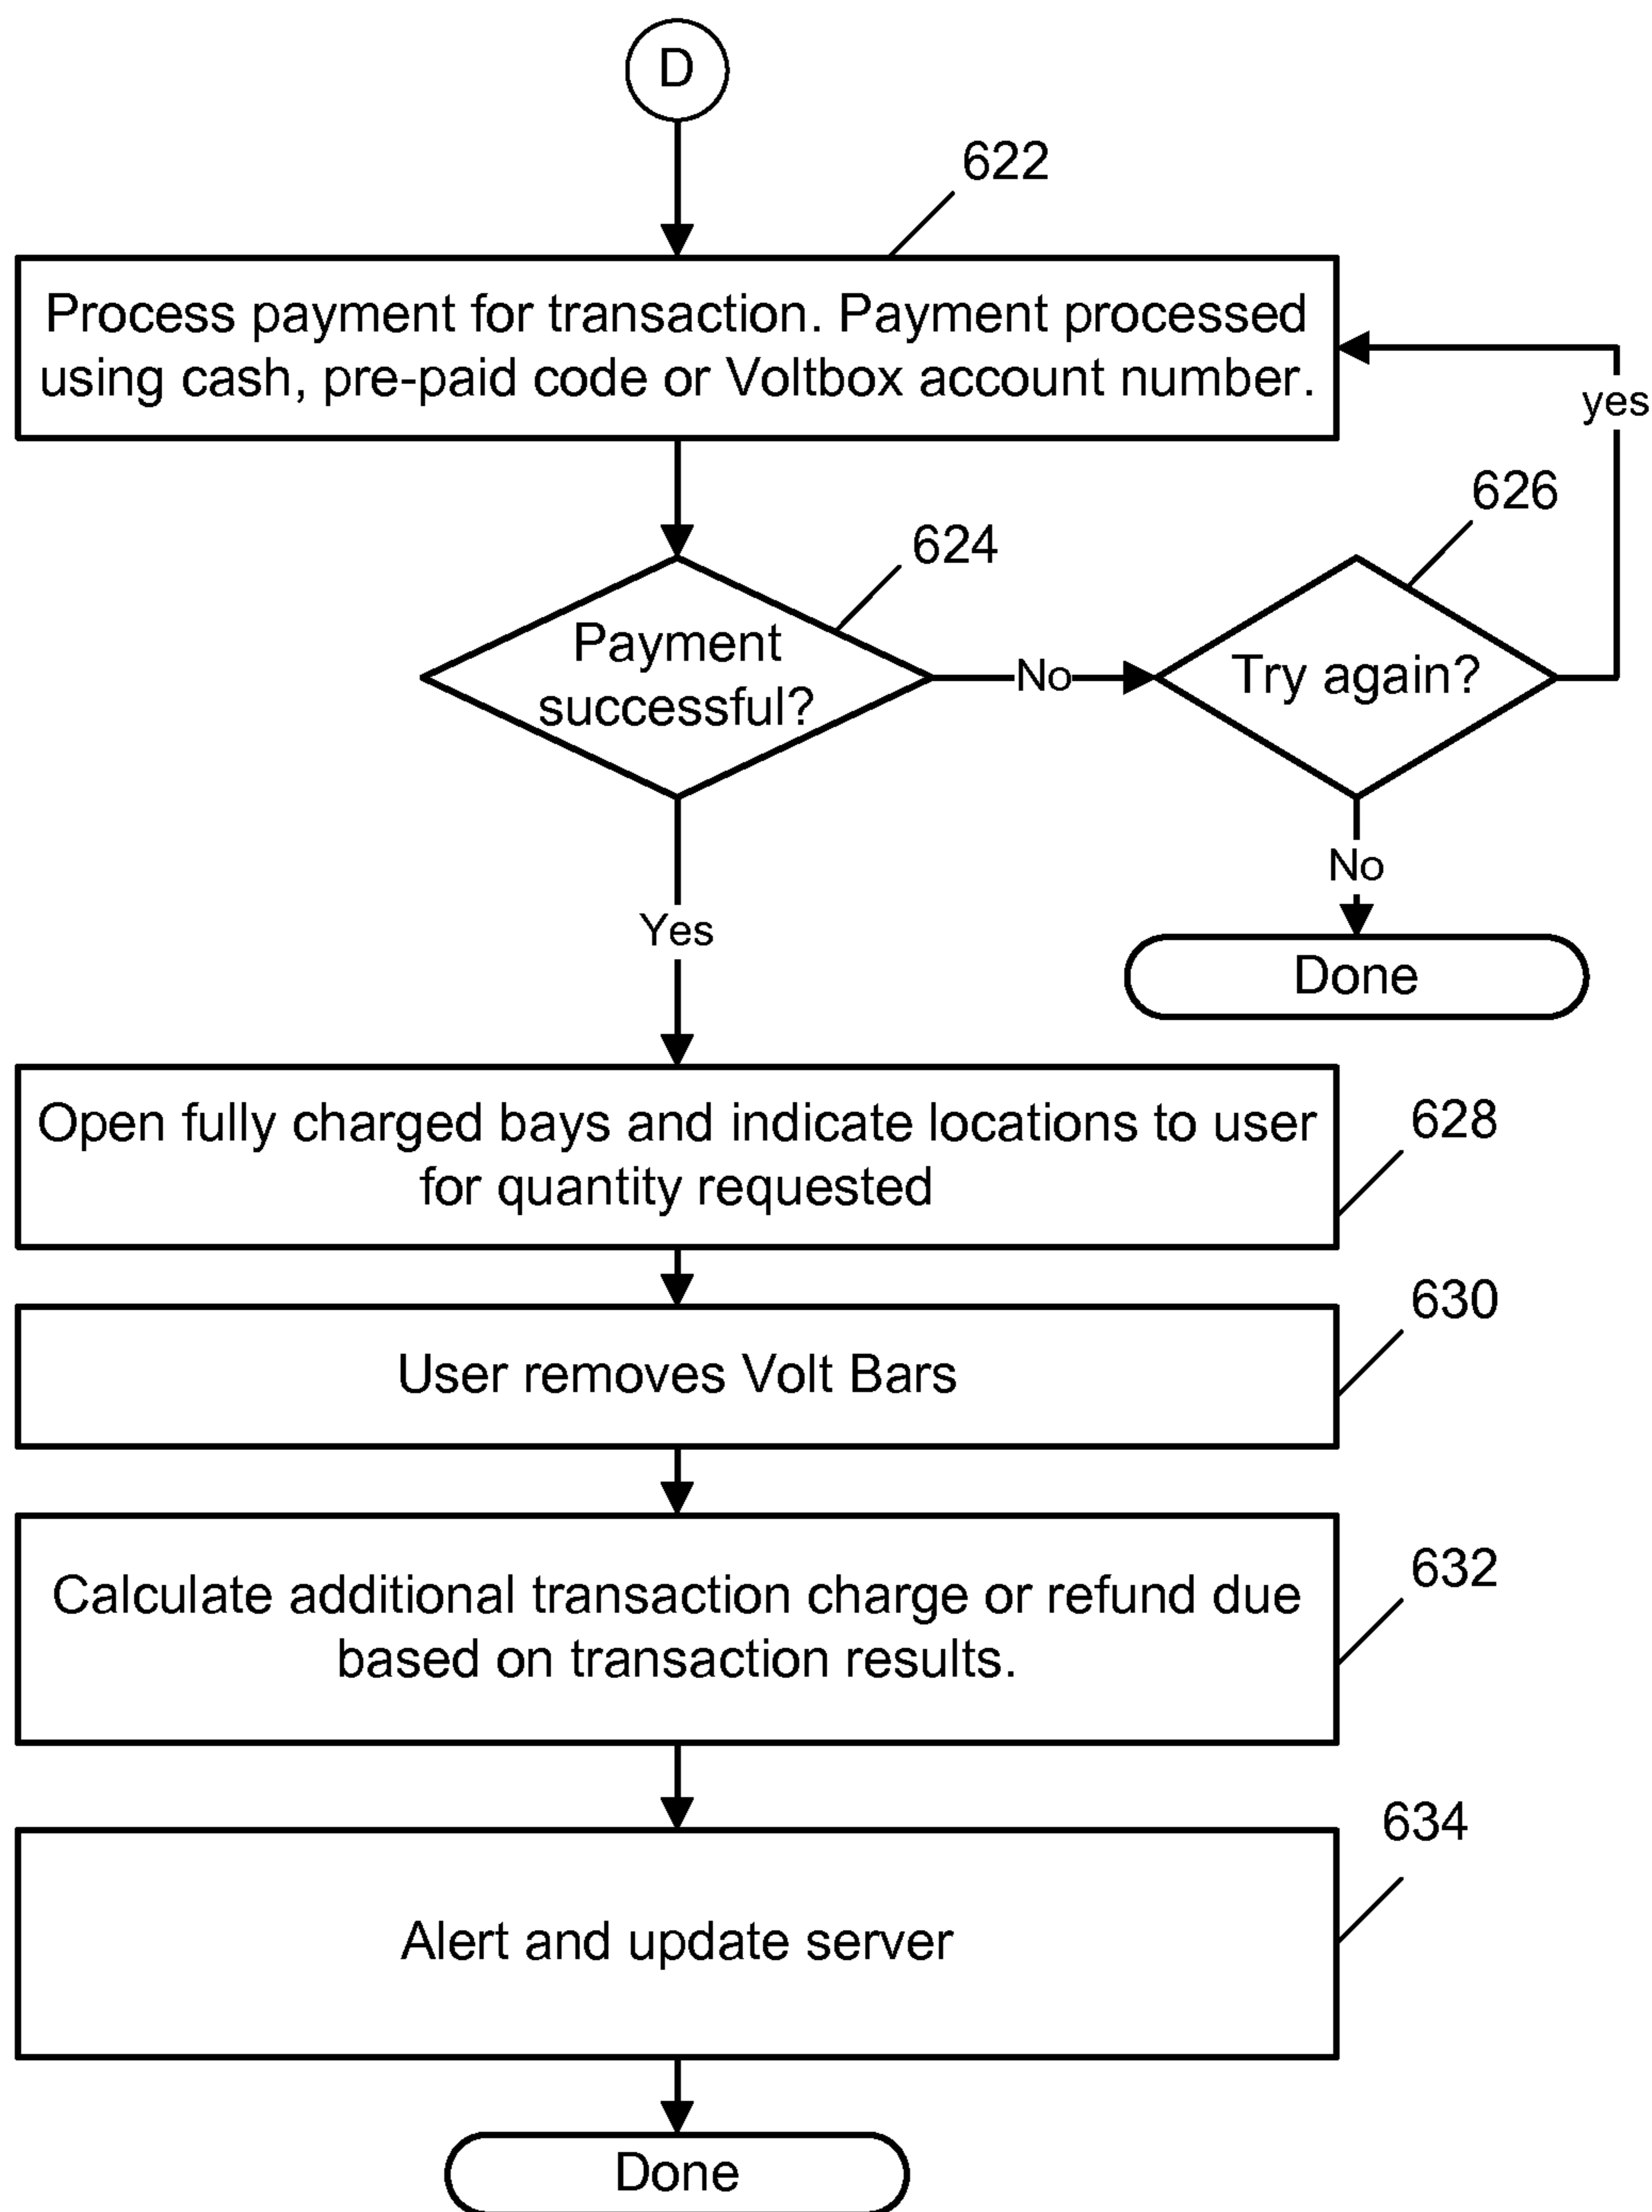 D
622
Process payment for transaction. Payment processed
using cash, pre-paid code or Voltbox account number.
yes
626
624
Payment
successful?
No
Try again?
No
Yes
Done
Open fully charged bays and indicate locations to user
for quantity requested
628
630
User removes Volt Bars
632
Calculate additional transaction charge or refund due
based on transaction results.
634
Alert and update server
Done